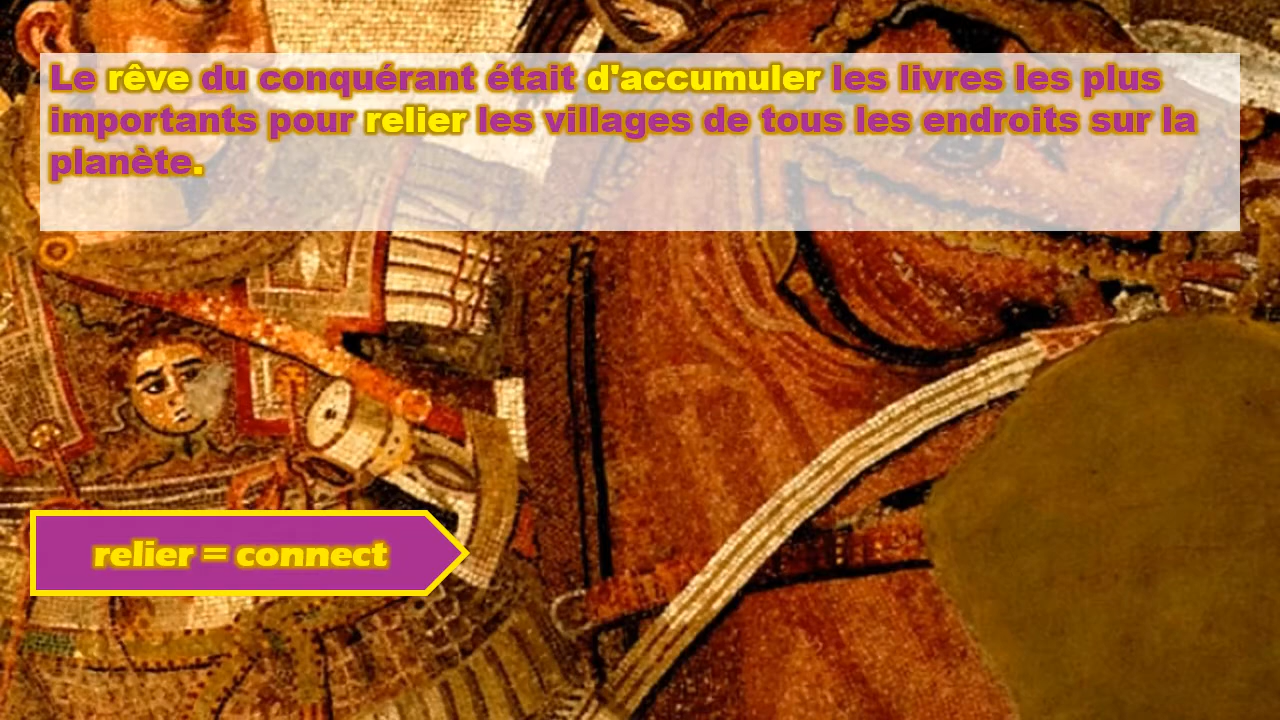 Le rêve du conquérant était d'accumuler les livres les plus
importants pour relier les villages de tous les endroits sur la
planète.
relier = connect